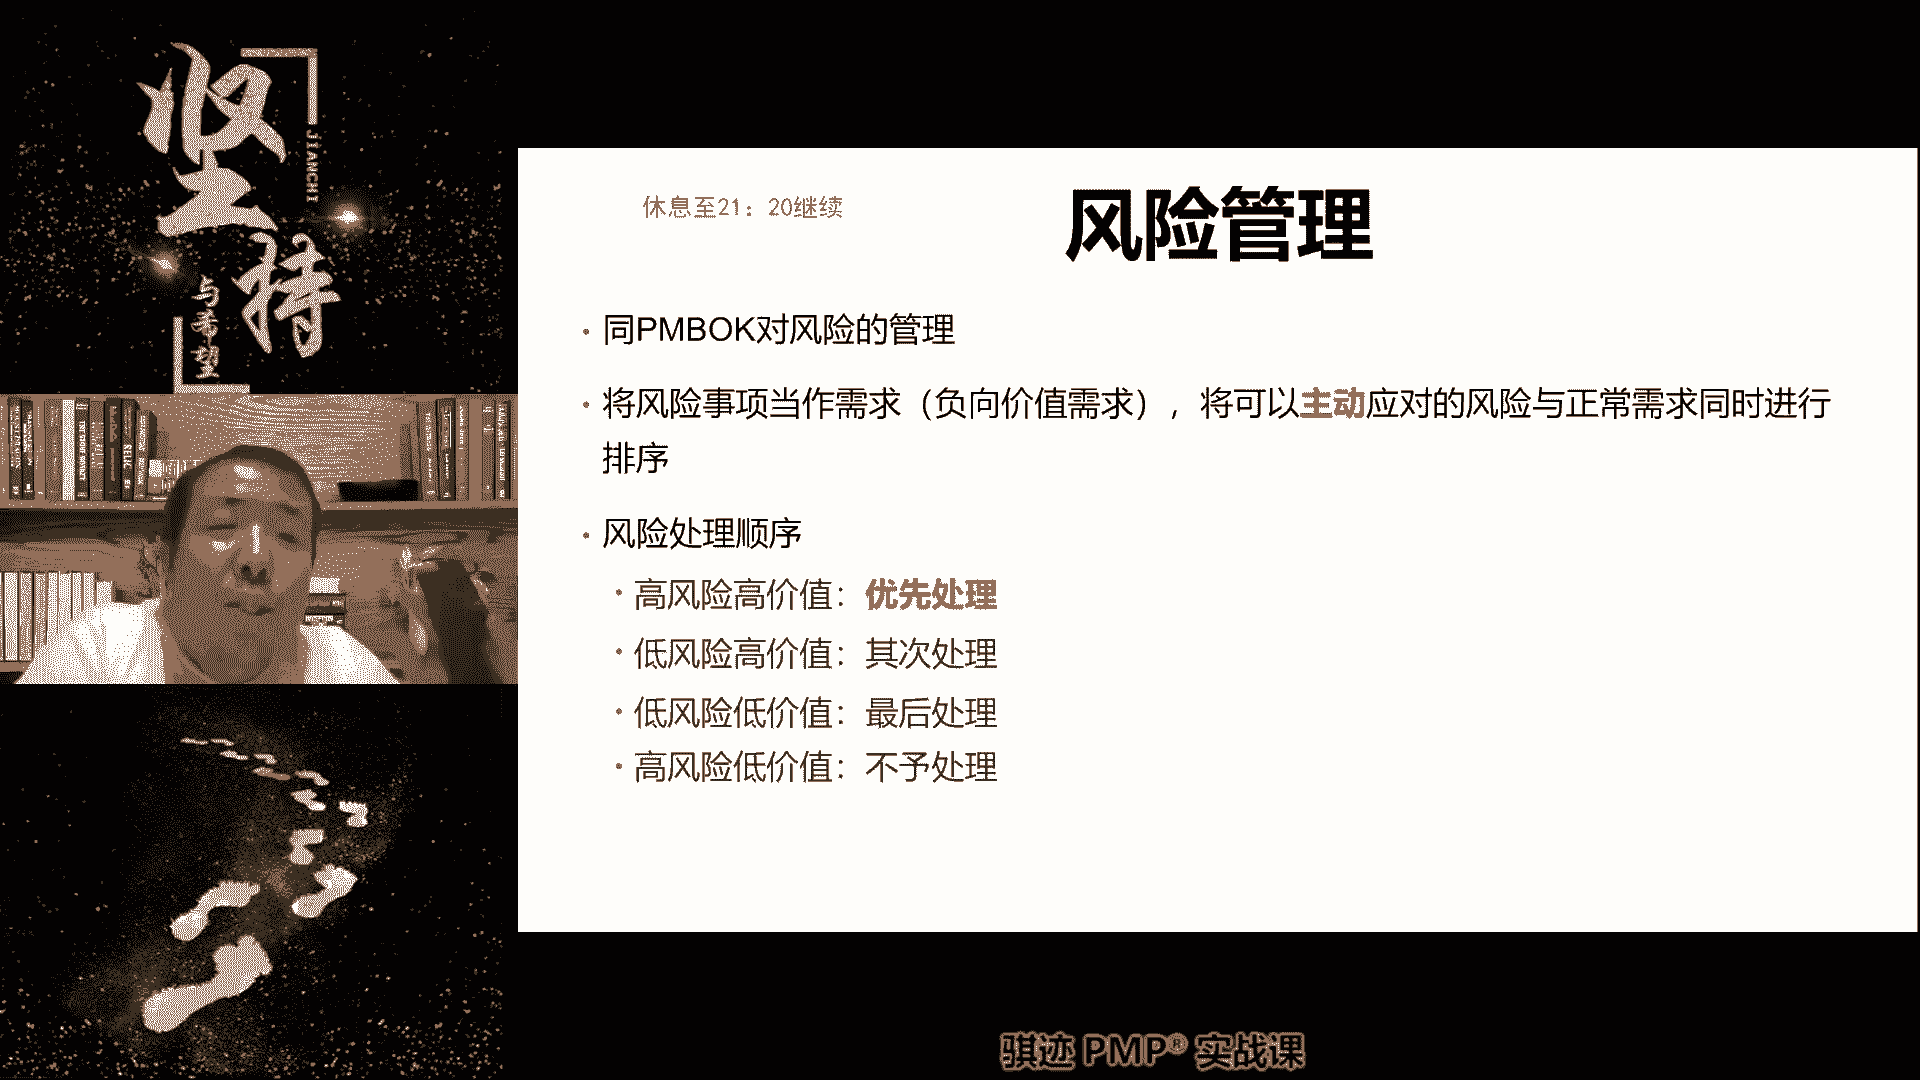 坚持
JIANCHI
与希望
休息至21：20继续
风险管理
· 同PMBOK对风险的管理
· 将风险事项当作需求（负向价值需求），将可以主动应对的风险与正常需求同时进行
排序
· 风险处理顺序
· 高风险高价值：优先处理
· 低风险高价值：其次处理
· 低风险低价值：最后处理
· 高风险低价值：不予处理
骐迹 PMP® 实战课